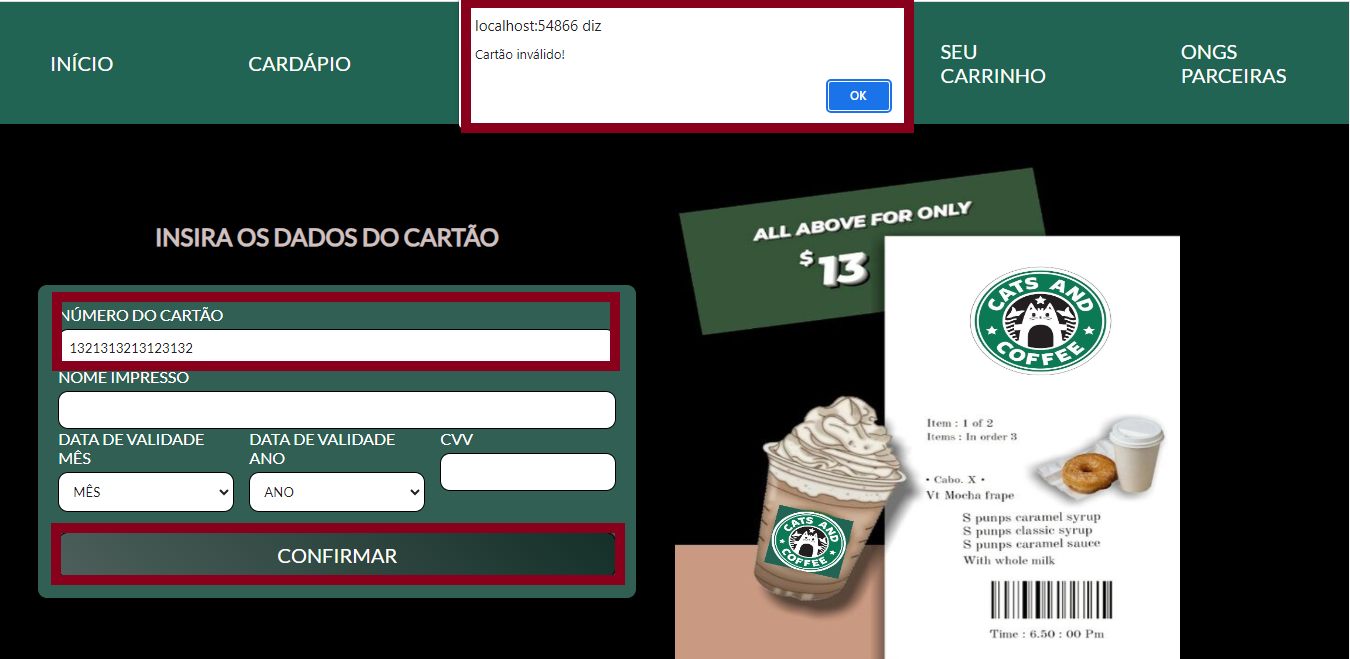 INÍCIO
CARDÁPIO
localhost:54866 diz
Cartão inválido!
OK
SEU
CARRINHO
ONGS
PARCEIRAS
INSIRA OS DADOS DO CARTÃO
NÚMERO DO CARTÃO
1321313213123132
NOME IMPRESSO
DATA DE VALIDADE
MÊS
MÊS
DATA DE VALIDADE
ANO
ANO
CVV
CONFIRMAR
ALL ABOVE FOR ONLY
$13
CATS AND
COFFEE
Item : 1 of 2
Items : In order 3
• Cabo. X •
Vt Mocha frape
S punps caramel syrup
S punps classic syrup
S punps caramel sauce
With whole milk
Time : 6.50 : 00 Pm
CATS AND
COFFEE